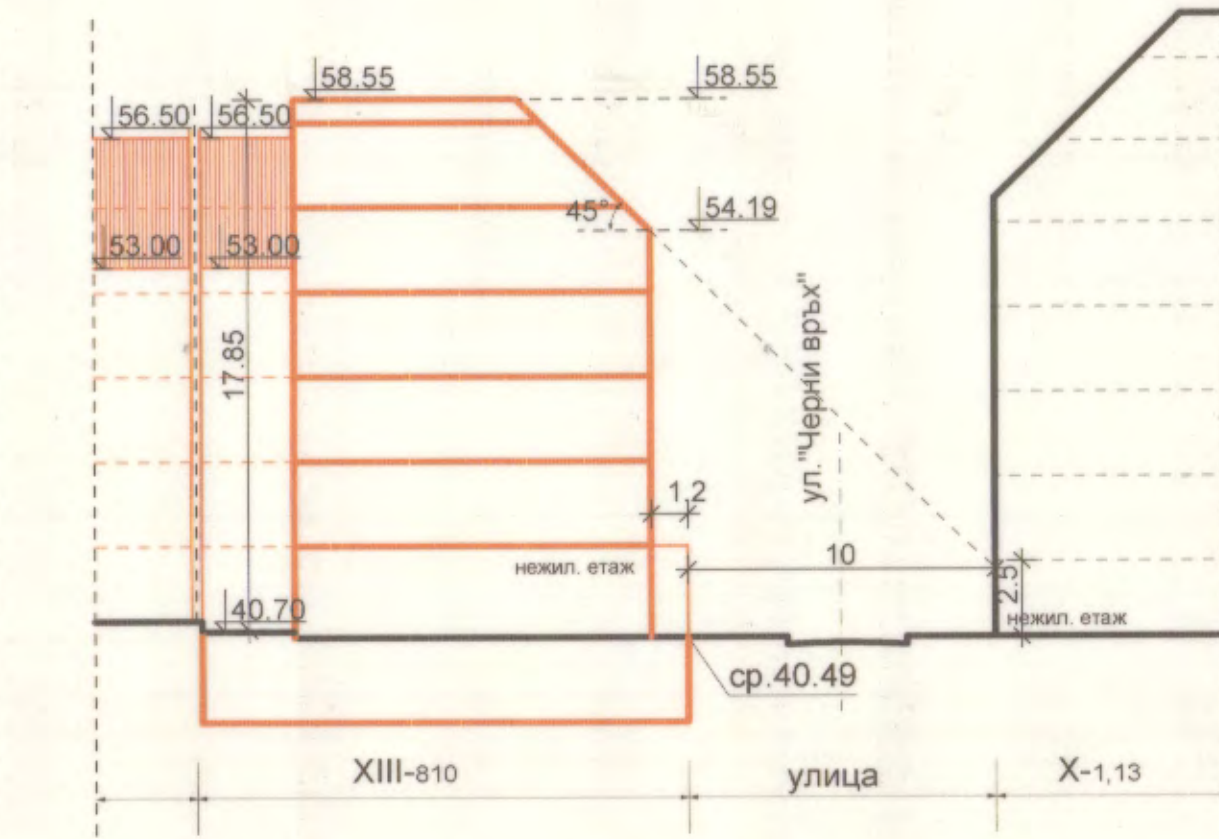 58.55
58.55
56.50
56.50
45°
54.19
53.00
53.00
17.85
ул."Черни връх"
1,2
10
2.5
нежил. етаж
40.70
нежил. етаж
ср.40.49
XIII-810
улица
X-1,13